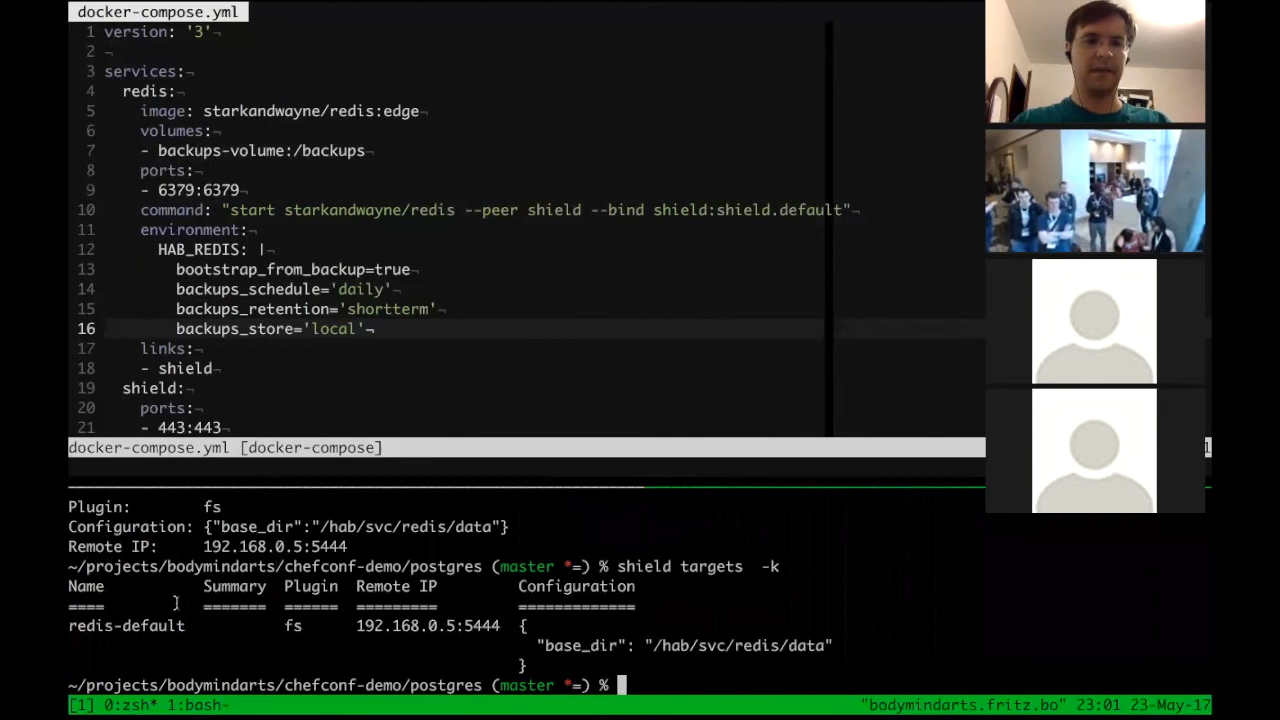 docker-compose.yml
1 version: '3'¬
2 ¬
3 services:¬
4 redis:¬
5 image: starkandwayne/redis:edge¬
6 volumes:¬
7 - backups-volume:/backups¬
8 ports:¬
9 - 6379:6379¬
10 command: "start starkandwayne/redis --peer shield --bind shield:shield.default"¬
11 environment:¬
12 HAB_REDIS: |¬
13 bootstrap_from_backup=true¬
14 backups_schedule='daily'¬
15 backups_retention='shortterm'¬
16 backups_store='local'¬
17 links:¬
18 - shield¬
19 shield:¬
20 ports:¬
21 - 443:443¬
docker-compose.yml [docker-compose]
Plugin: fs
Configuration: {"base_dir":"/hab/svc/redis/data"}
Remote IP: 192.168.0.5:5444
~/projects/bodymindarts/chefconf-demo/postgres (master *=) % shield targets -k
Name Summary Plugin Remote IP Configuration
==== ======= ====== ========= =============
redis-default fs 192.168.0.5:5444 {
"base_dir": "/hab/svc/redis/data"
}
~/projects/bodymindarts/chefconf-demo/postgres (master *=) %
[1] 0:zsh* 1:bash- "bodymindarts.fritz.bo" 23:01 23-May-17